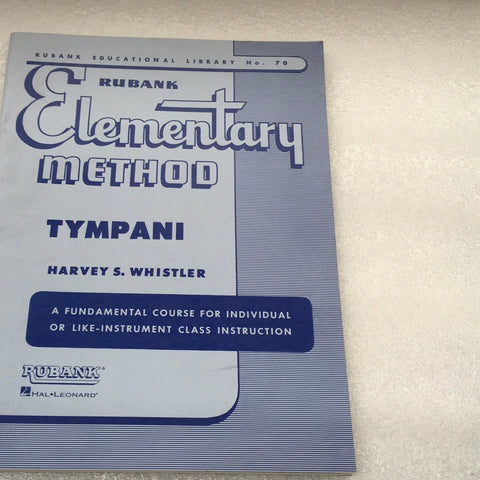 RUBANK EDUCATIONAL LIBRARY No. 70
RUBANK
Elementary
METHOD
TYMPANI
HARVEY S. WHISTLER
A FUNDAMENTAL COURSE FOR INDIVIDUAL
OR LIKE-INSTRUMENT CLASS INSTRUCTION
RUBANK®
HAL•LEONARD®